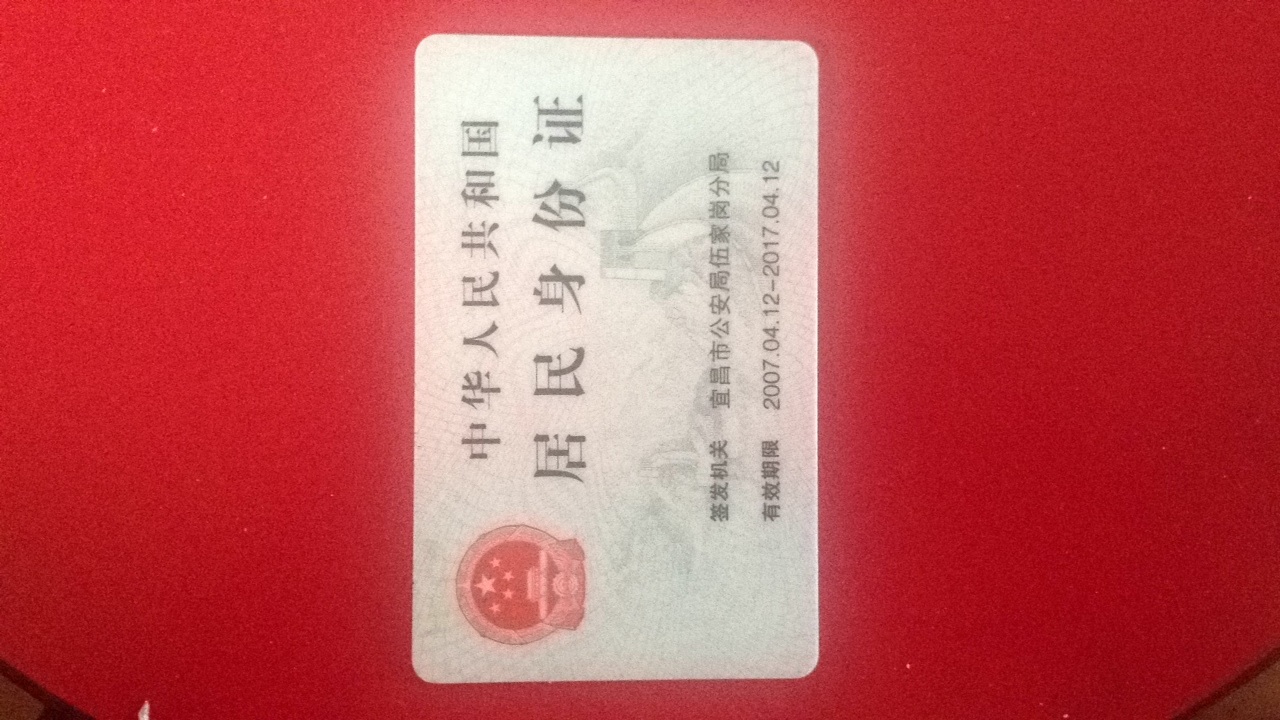 中华人民共和国
居民身份证
签发机关 宜昌市公安局伍家岗分局
有效期限 2007.04.12-2017.04.12